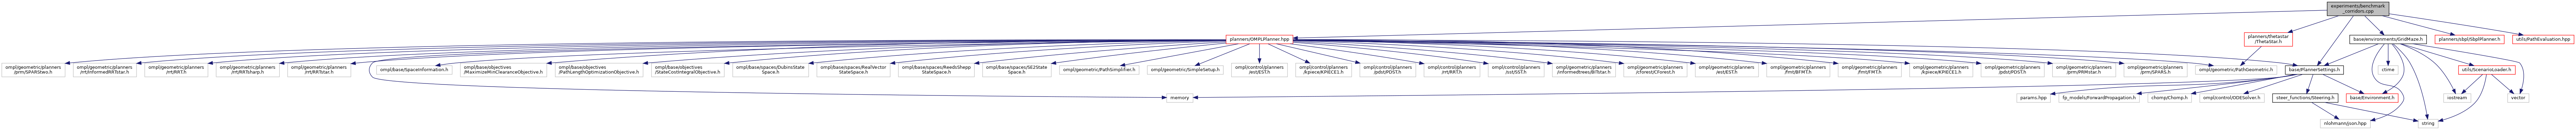 experiments/benchmark
_corridors.cpp
planners/OMPLPlanner.hpp
planners/thetastar
/ThetaStar.h
base/environments/GridMaze.h
planners/sbpl/SbplPlanner.h
utils/PathEvaluation.hpp
ompl/geometric/planners
/prm/SPARStwo.h
ompl/geometric/planners
/rrt/InformedRRTstar.h
ompl/geometric/planners
/rrt/RRT.h
ompl/geometric/planners
/rrt/RRTsharp.h
ompl/geometric/planners
/rrt/RRTstar.h
ompl/base/SpaceInformation.h
ompl/base/objectives
/MaximizeMinClearanceObjective.h
ompl/base/objectives
/PathLengthOptimizationObjective.h
ompl/base/objectives
/StateCostIntegralObjective.h
ompl/base/spaces/DubinsState
Space.h
ompl/base/spaces/RealVector
StateSpace.h
ompl/base/spaces/ReedsShepp
StateSpace.h
ompl/base/spaces/SE2State
Space.h
ompl/geometric/PathSimplifier.h
ompl/geometric/SimpleSetup.h
ompl/control/planners
/est/EST.h
ompl/control/planners
/kpiece/KPIECE1.h
ompl/control/planners
/pdst/PDST.h
ompl/control/planners
/rrt/RRT.h
ompl/control/planners
/sst/SST.h
ompl/geometric/planners
/informedtrees/BITstar.h
ompl/geometric/planners
/cforest/CForest.h
ompl/geometric/planners
/est/EST.h
ompl/geometric/planners
/fmt/BFMT.h
ompl/geometric/planners
/fmt/FMT.h
ompl/geometric/planners
/kpiece/KPIECE1.h
ompl/geometric/planners
/pdst/PDST.h
ompl/geometric/planners
/prm/PRMstar.h
ompl/geometric/planners
/prm/SPARS.h
ompl/geometric/PathGeometric.h
base/PlannerSettings.h
ctime
utils/ScenarioLoader.h
memory
params.hpp
fp_models/ForwardPropagation.h
chomp/Chomp.h
ompl/control/ODESolver.h
steer_functions/Steering.h
base/Environment.h
iostream
vector
nlohmann/json.hpp
string